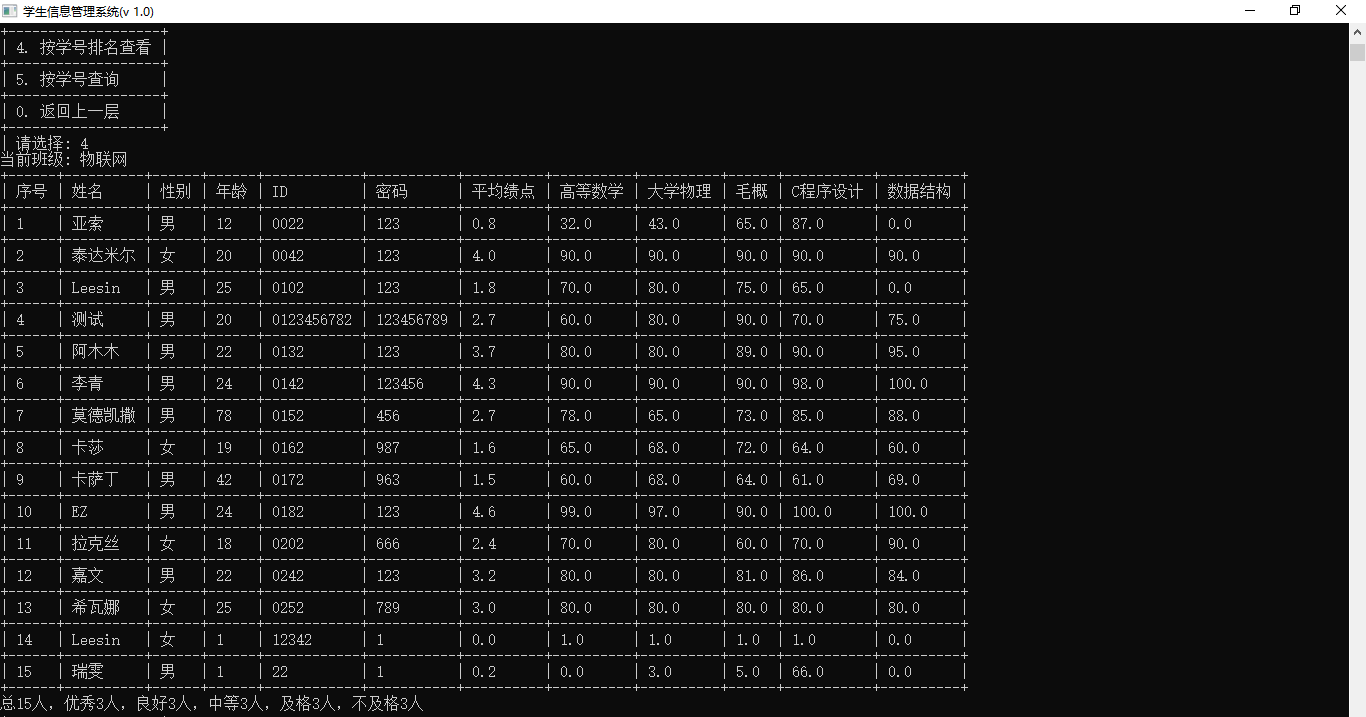 学生信息管理系统(v 1.0)
| 4. 按学号排名查看 |
| 5. 按学号查询 |
| 0. 返回上一层 |
| 请选择: 4
当前班级: 物联网
| 序号 | 姓名 | 性别 | 年龄 | ID | 密码 | 平均绩点 | 高等数学 | 大学物理 | 毛概 | C程序设计 | 数据结构 |
| 1 | 亚索 | 男 | 12 | 0022 | 123 | 0.8 | 32.0 | 43.0 | 65.0 | 87.0 | 0.0 |
| 2 | 泰达米尔 | 女 | 20 | 0042 | 123 | 4.0 | 90.0 | 90.0 | 90.0 | 90.0 | 90.0 |
| 3 | Leesin | 男 | 25 | 0102 | 123 | 1.8 | 70.0 | 80.0 | 75.0 | 65.0 | 0.0 |
| 4 | 测试 | 男 | 20 | 0123456782 | 123456789 | 2.7 | 60.0 | 80.0 | 90.0 | 70.0 | 75.0 |
| 5 | 阿木木 | 男 | 22 | 0132 | 123 | 3.7 | 80.0 | 80.0 | 89.0 | 90.0 | 95.0 |
| 6 | 李青 | 男 | 24 | 0142 | 123456 | 4.3 | 90.0 | 90.0 | 90.0 | 98.0 | 100.0 |
| 7 | 莫德凯撒 | 男 | 78 | 0152 | 456 | 2.7 | 78.0 | 65.0 | 73.0 | 85.0 | 88.0 |
| 8 | 卡莎 | 女 | 19 | 0162 | 987 | 1.6 | 65.0 | 68.0 | 72.0 | 64.0 | 60.0 |
| 9 | 卡萨丁 | 男 | 42 | 0172 | 963 | 1.5 | 60.0 | 68.0 | 64.0 | 61.0 | 69.0 |
| 10 | EZ | 男 | 24 | 0182 | 123 | 4.6 | 99.0 | 97.0 | 90.0 | 100.0 | 100.0 |
| 11 | 拉克丝 | 女 | 18 | 0202 | 666 | 2.4 | 70.0 | 80.0 | 60.0 | 70.0 | 90.0 |
| 12 | 嘉文 | 男 | 22 | 0242 | 123 | 3.2 | 80.0 | 80.0 | 81.0 | 86.0 | 84.0 |
| 13 | 希瓦娜 | 女 | 25 | 0252 | 789 | 3.0 | 80.0 | 80.0 | 80.0 | 80.0 | 80.0 |
| 14 | Leesin | 女 | 1 | 12342 | 1 | 0.0 | 1.0 | 1.0 | 1.0 | 1.0 | 0.0 |
| 15 | 瑞雯 | 男 | 1 | 22 | 1 | 0.2 | 0.0 | 3.0 | 5.0 | 66.0 | 0.0 |
总15人, 优秀3人, 良好3人, 中等3人, 及格3人, 不及格3人